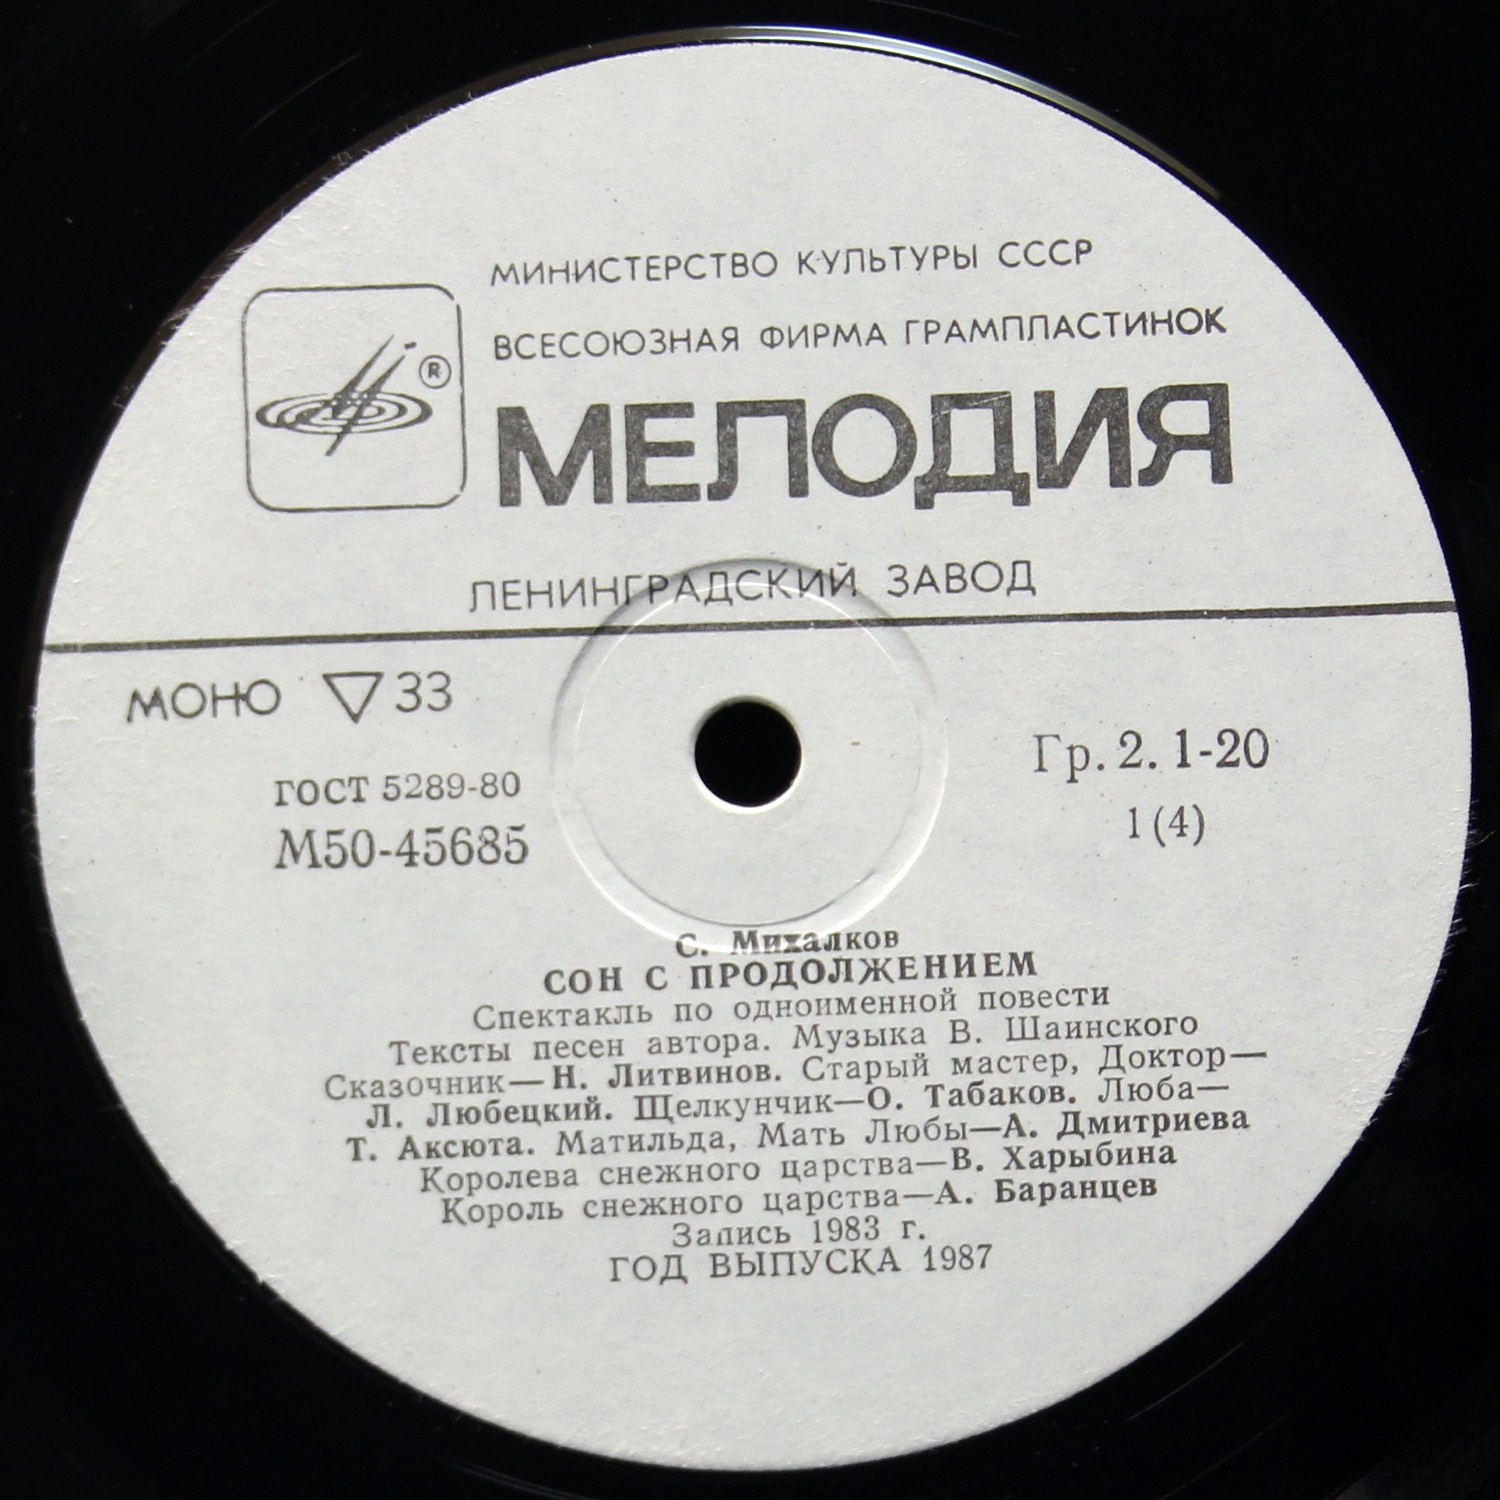 МИНИСТЕРСТВО КУЛЬТУРЫ СССР
ВСЕСОЮЗНАЯ ФИРМА ГРАМПЛАСТИНОК
®
МЕЛОДИЯ
ЛЕНИНГРАДСКИЙ ЗАВОД
МОНО ▽ 33
ГОСТ 5289-80
М50-45685
Гр. 2. 1-20
1 (4)
С. Михалков
СОН С ПРОДОЛЖЕНИЕМ
Спектакль по одноименной повести
Тексты песен автора. Музыка В. Шаинского
Сказочник—Н. Литвинов. Старый мастер, Доктор—
Л. Любецкий. Щелкунчик—О. Табаков. Люба—
Т. Аксюта. Матильда, Мать Любы—А. Дмитриева
Королева снежного царства—В. Харыбина
Король снежного царства—А. Баранцев
Запись 1983 г.
ГОД ВЫПУСКА 1987